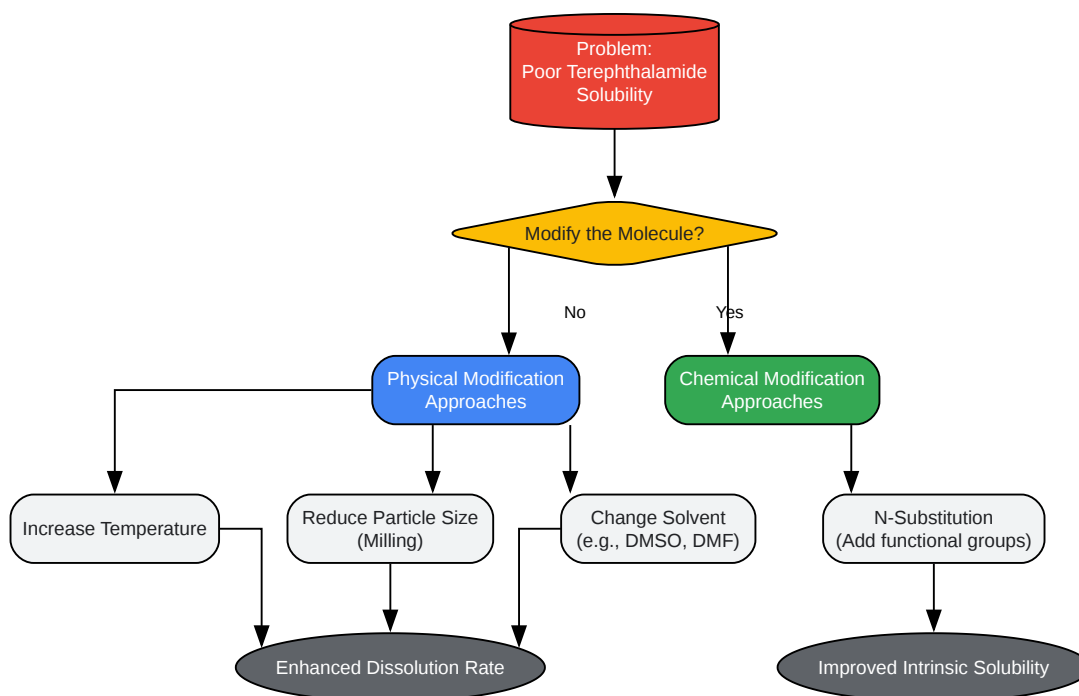 Problem:
Poor Terephthalamide
Solubility
Modify the Molecule?
No
Yes
Physical Modification
Approaches
Chemical Modification
Approaches
Increase Temperature
Reduce Particle Size
(Milling)
Change Solvent
(e.g., DMSO, DMF)
N-Substitution
(Add functional groups)
Enhanced Dissolution Rate
Improved Intrinsic Solubility